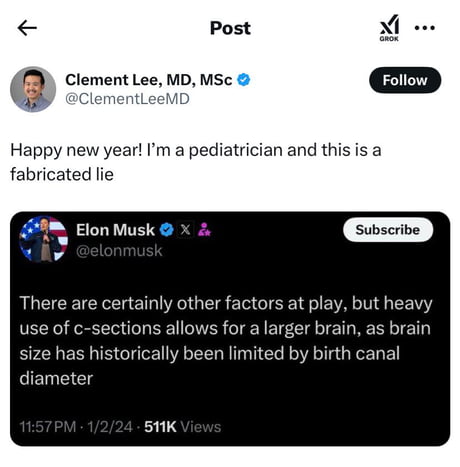 Post
GROK
Clement Lee, MD, MSc
@ClementLeeMD
Follow
Happy new year! I’m a pediatrician and this is a
fabricated lie
Elon Musk
@elonmusk
Subscribe
There are certainly other factors at play, but heavy
use of c-sections allows for a larger brain, as brain
size has historically been limited by birth canal
diameter
11:57PM · 1/2/24 · 511K Views